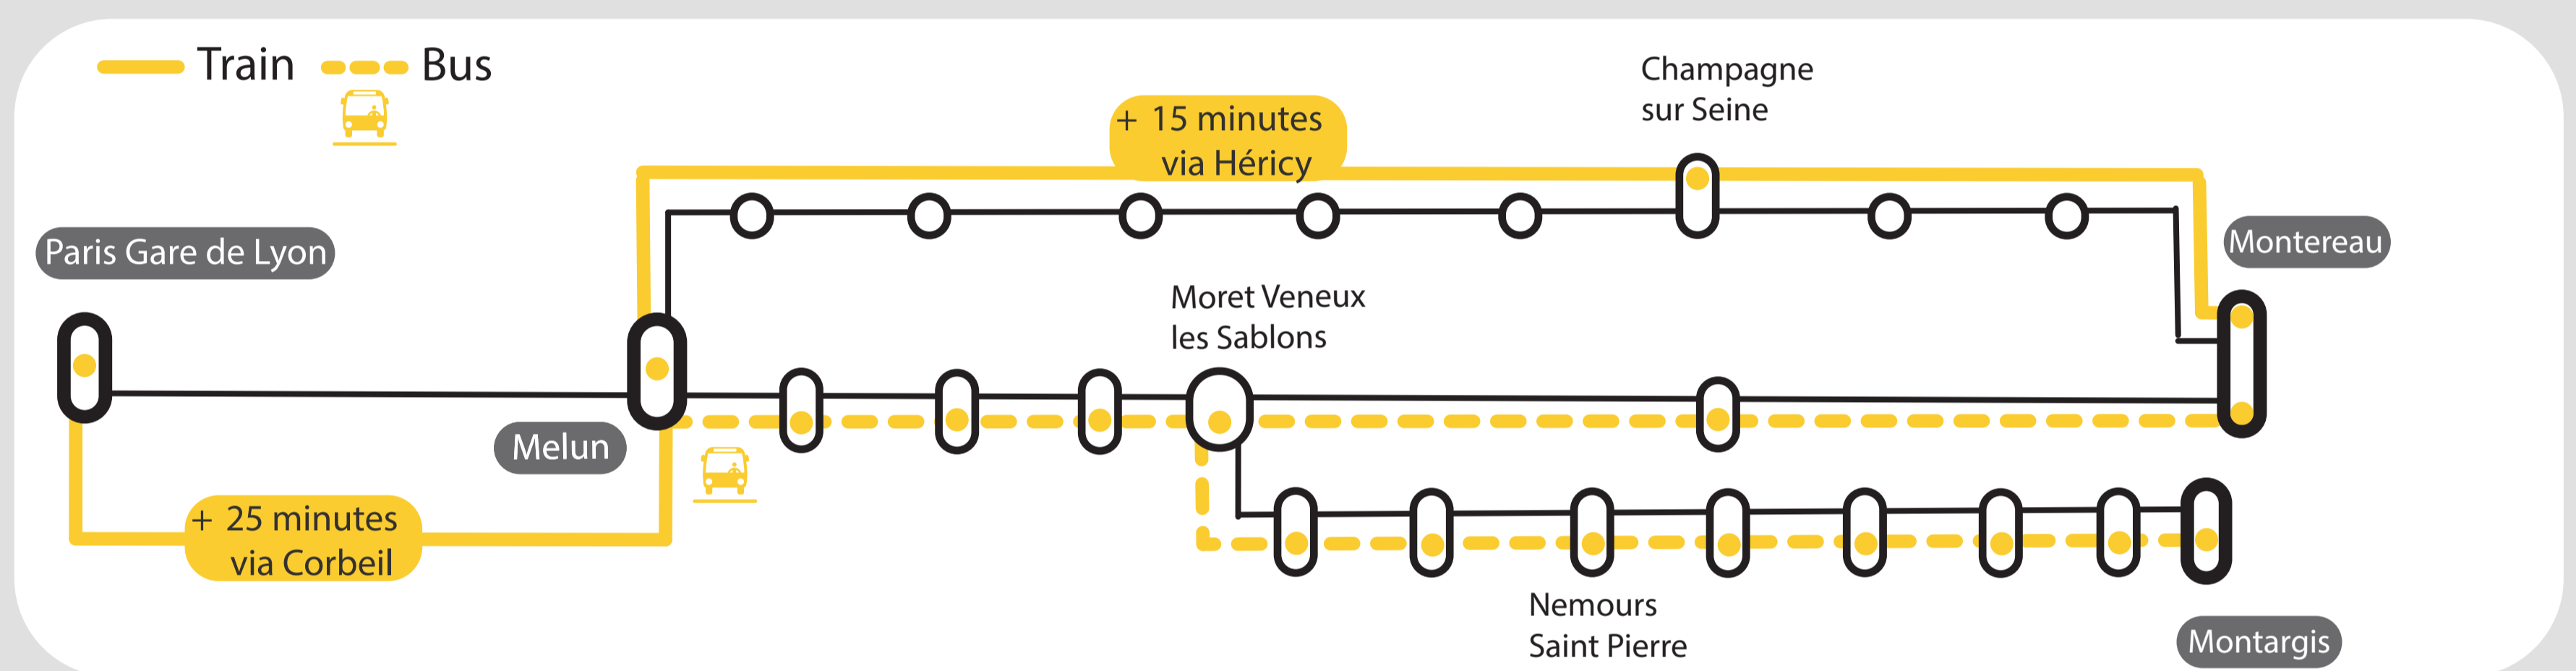 Train
Bus
Champagne
sur Seine
+ 15 minutes
via Héricy
Paris Gare de Lyon
Montereau
Moret Veneux
les Sablons
Melun
+ 25 minutes
via Corbeil
Nemours
Saint Pierre
Montargis